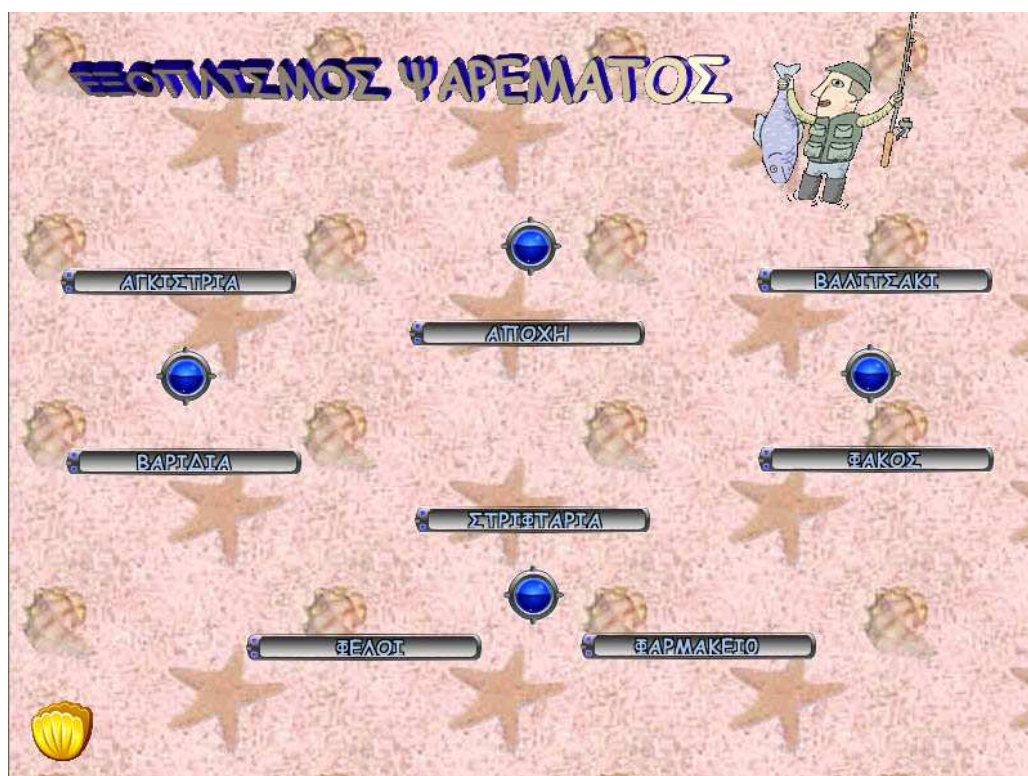 ΕΞΟΠΛΙΣΜΟΣ ΨΑΡΕΜΑΤΟΣ
ΑΓΚΙΣΤΡΙΑ
ΒΑΛΙΤΣΑΚΙ
ΑΠΟΧΗ
ΒΑΡΙΔΙΑ
ΦΑΚΟΣ
ΣΤΡΙΦΤΑΡΙΑ
ΦΕΛΟΙ
ΦΑΡΜΑΚΕΙΟ